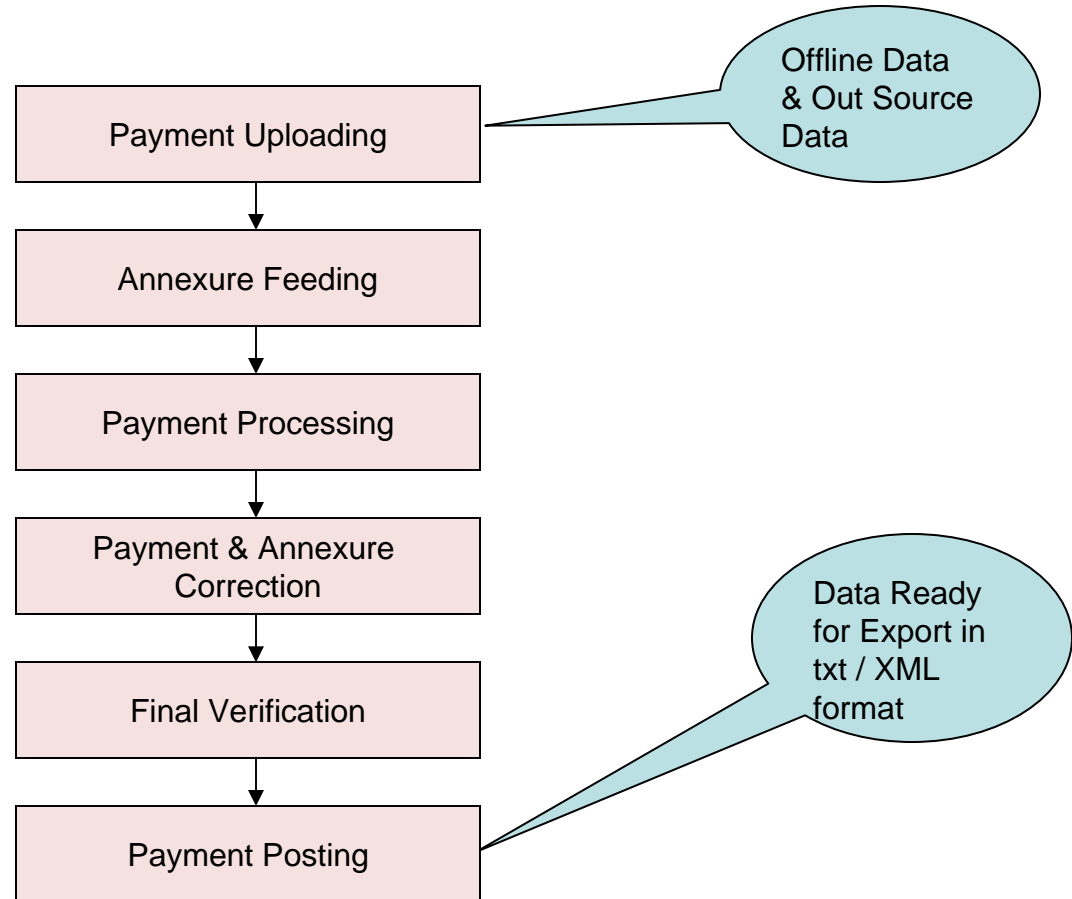 Offline Data
& Out Source
Data
Payment Uploading
Annexure Feeding
Payment Processing
Payment & Annexure
Correction
Data Ready
for Export in
txt / XML
format
Final Verification
Payment Posting